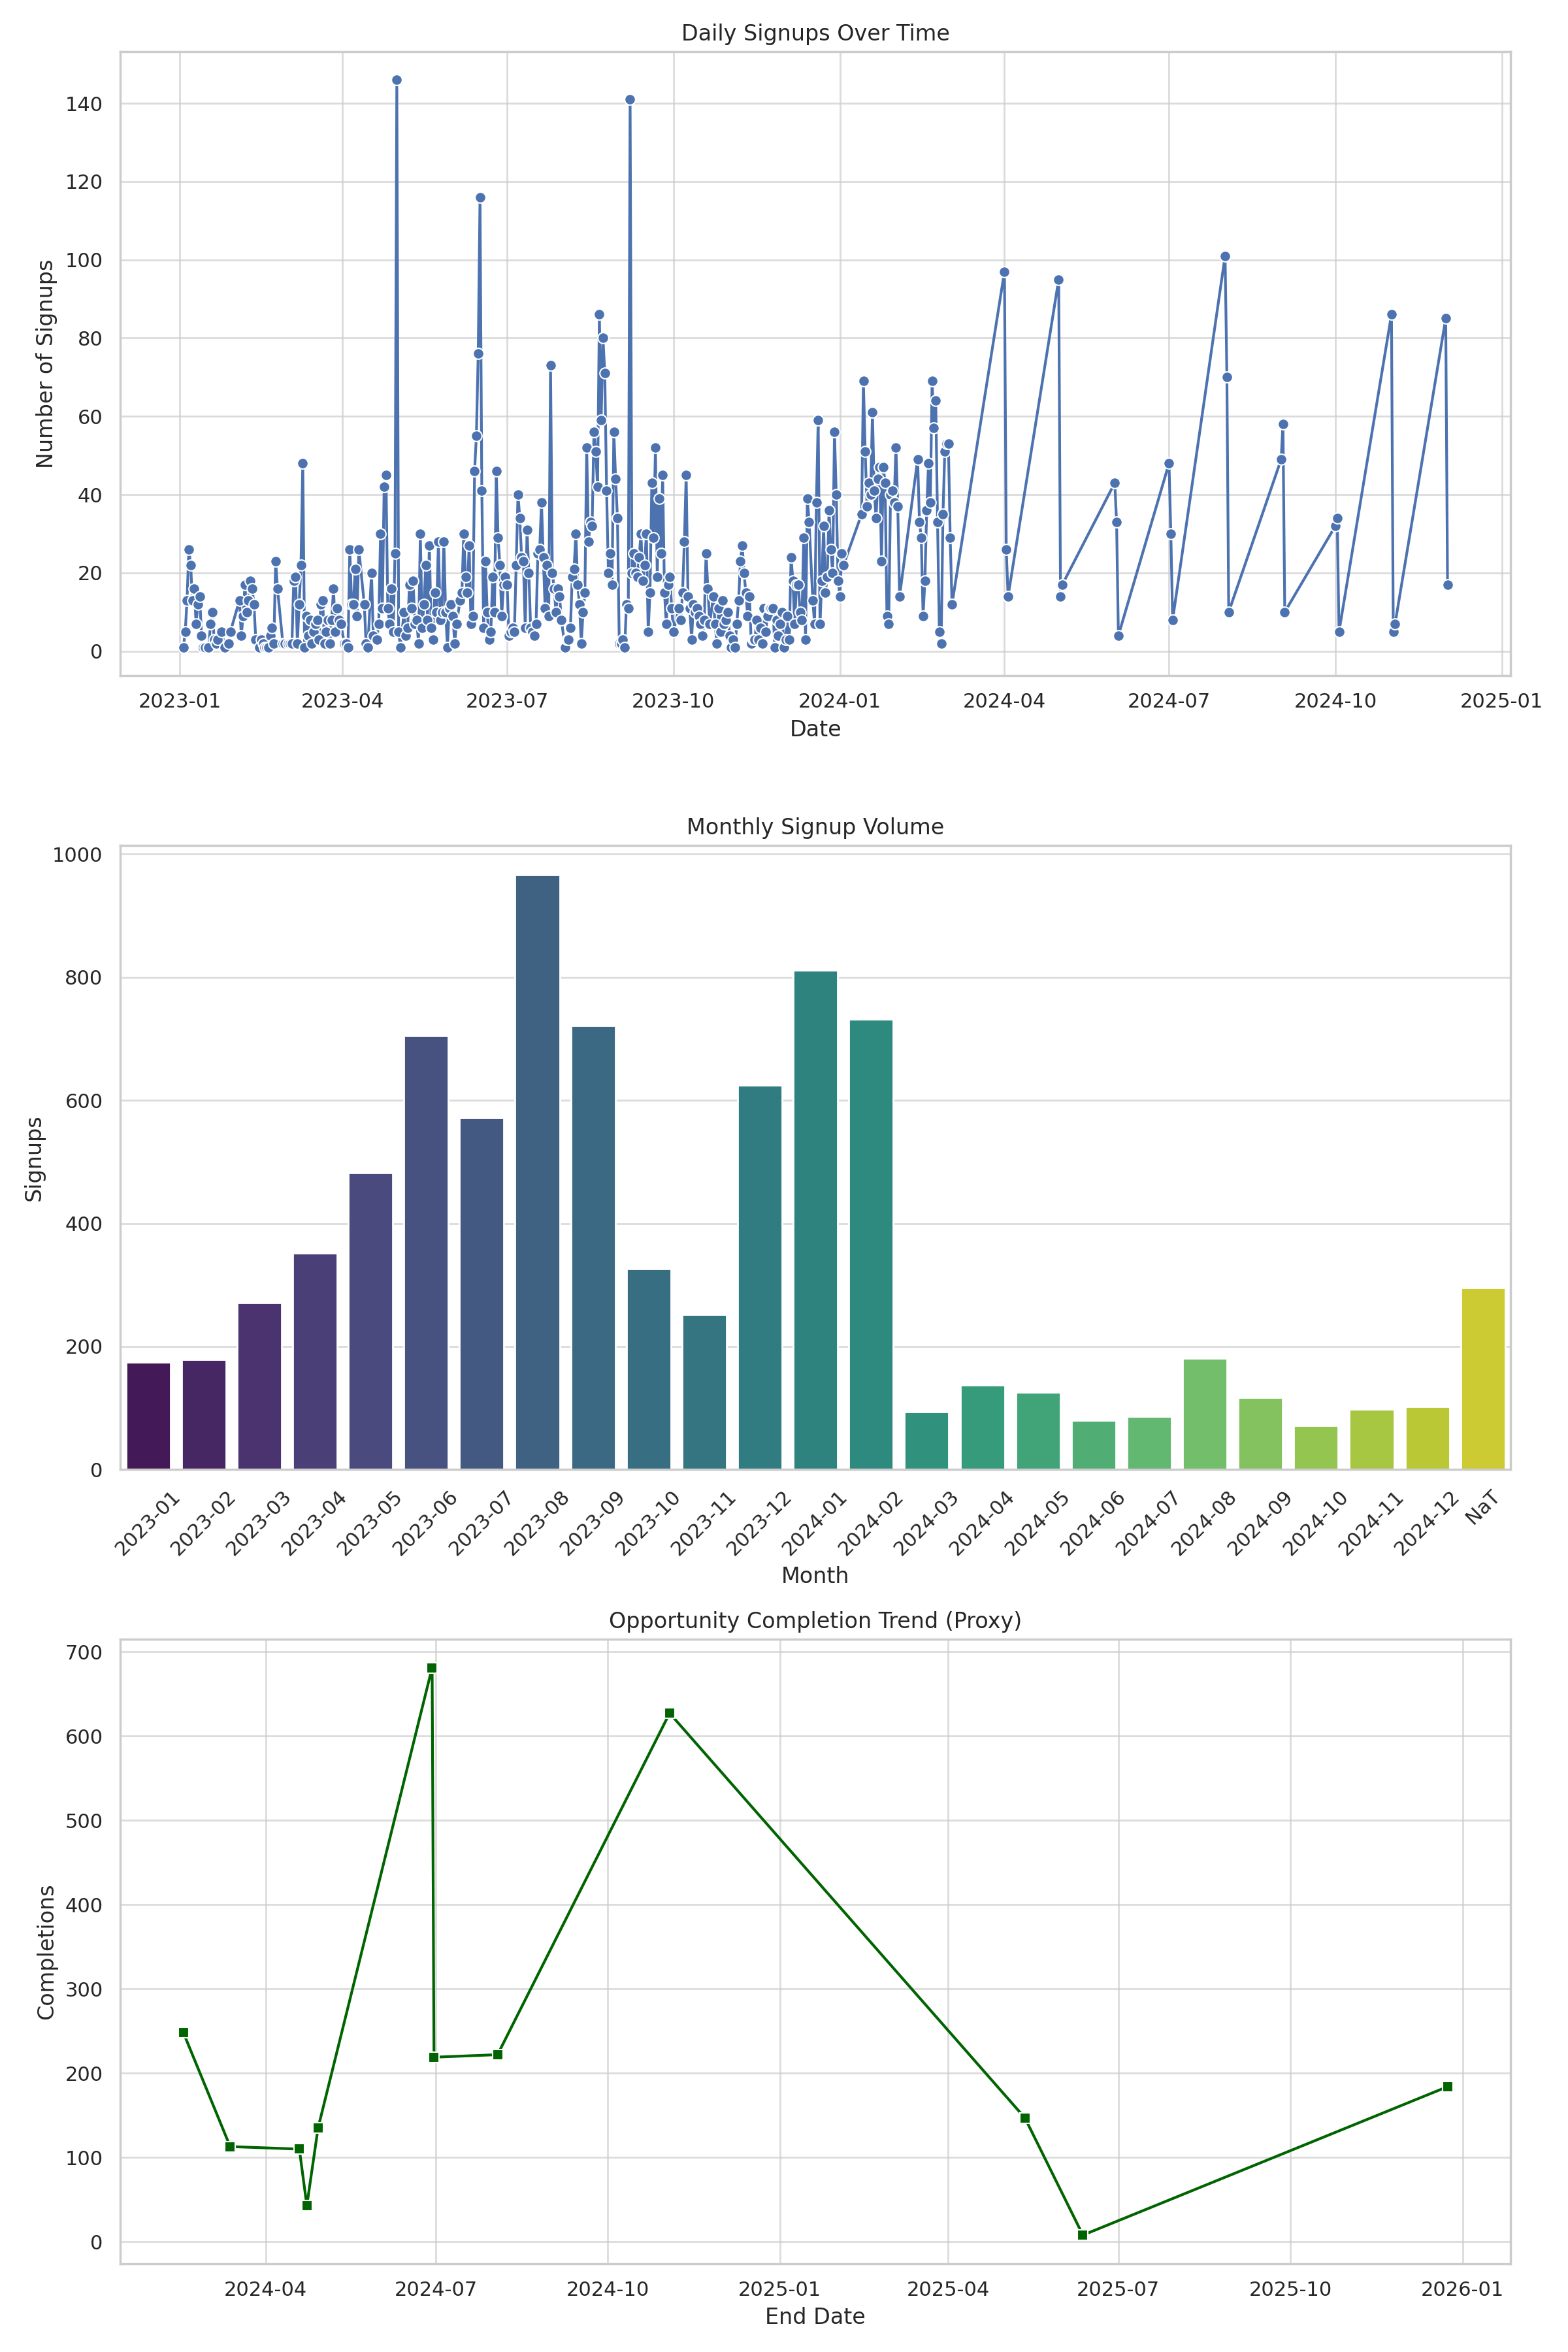 Daily Signups Over Time
140
120
100
80
60
40
20
0
Number of Signups
2023-01 2023-04 2023-07 2023-10 2024-01 2024-04 2024-07 2024-10 2025-01
Date
Monthly Signup Volume
1000
800
600
400
200
0
Signups
2023-01 2023-02 2023-03 2023-04 2023-05 2023-06 2023-07 2023-08 2023-09 2023-10 2023-11 2023-12 2024-01 2024-02 2024-03 2024-04 2024-05 2024-06 2024-07 2024-08 2024-09 2024-10 2024-11 2024-12 NaT
Month
Opportunity Completion Trend (Proxy)
700
600
500
400
300
200
100
0
Completions
2024-04 2024-07 2024-10 2025-01 2025-04 2025-07 2025-10 2026-01
End Date